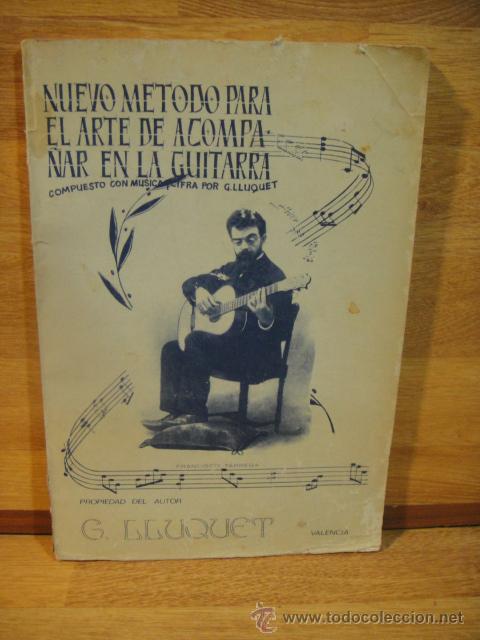 NUEVO METODO PARA
EL ARTE DE ACOMPA
ÑAR EN LA GUITARRA
COMPUESTO CON MUSICA Y CIFRA POR G. LLUQUET
FRANCISCO TARREGA
PROPIEDAD DEL AUTOR
G. LLUQUET
VALENCIA
www.todocoleccion.net